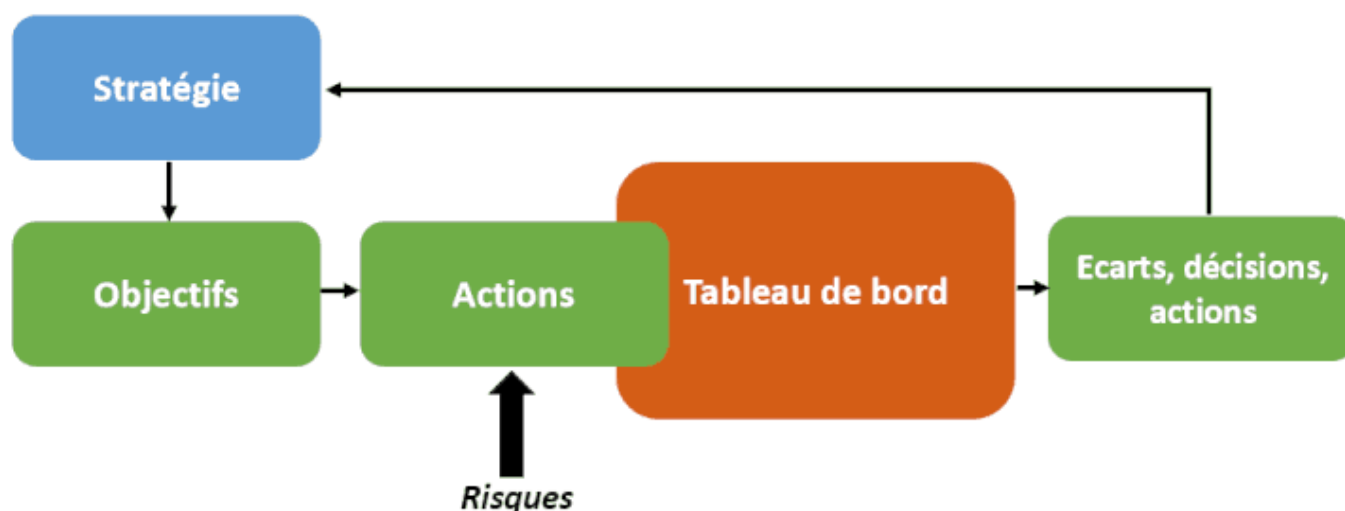 Stratégie
Objectifs
Actions
Tableau de bord
Ecarts, décisions,
actions
Risques